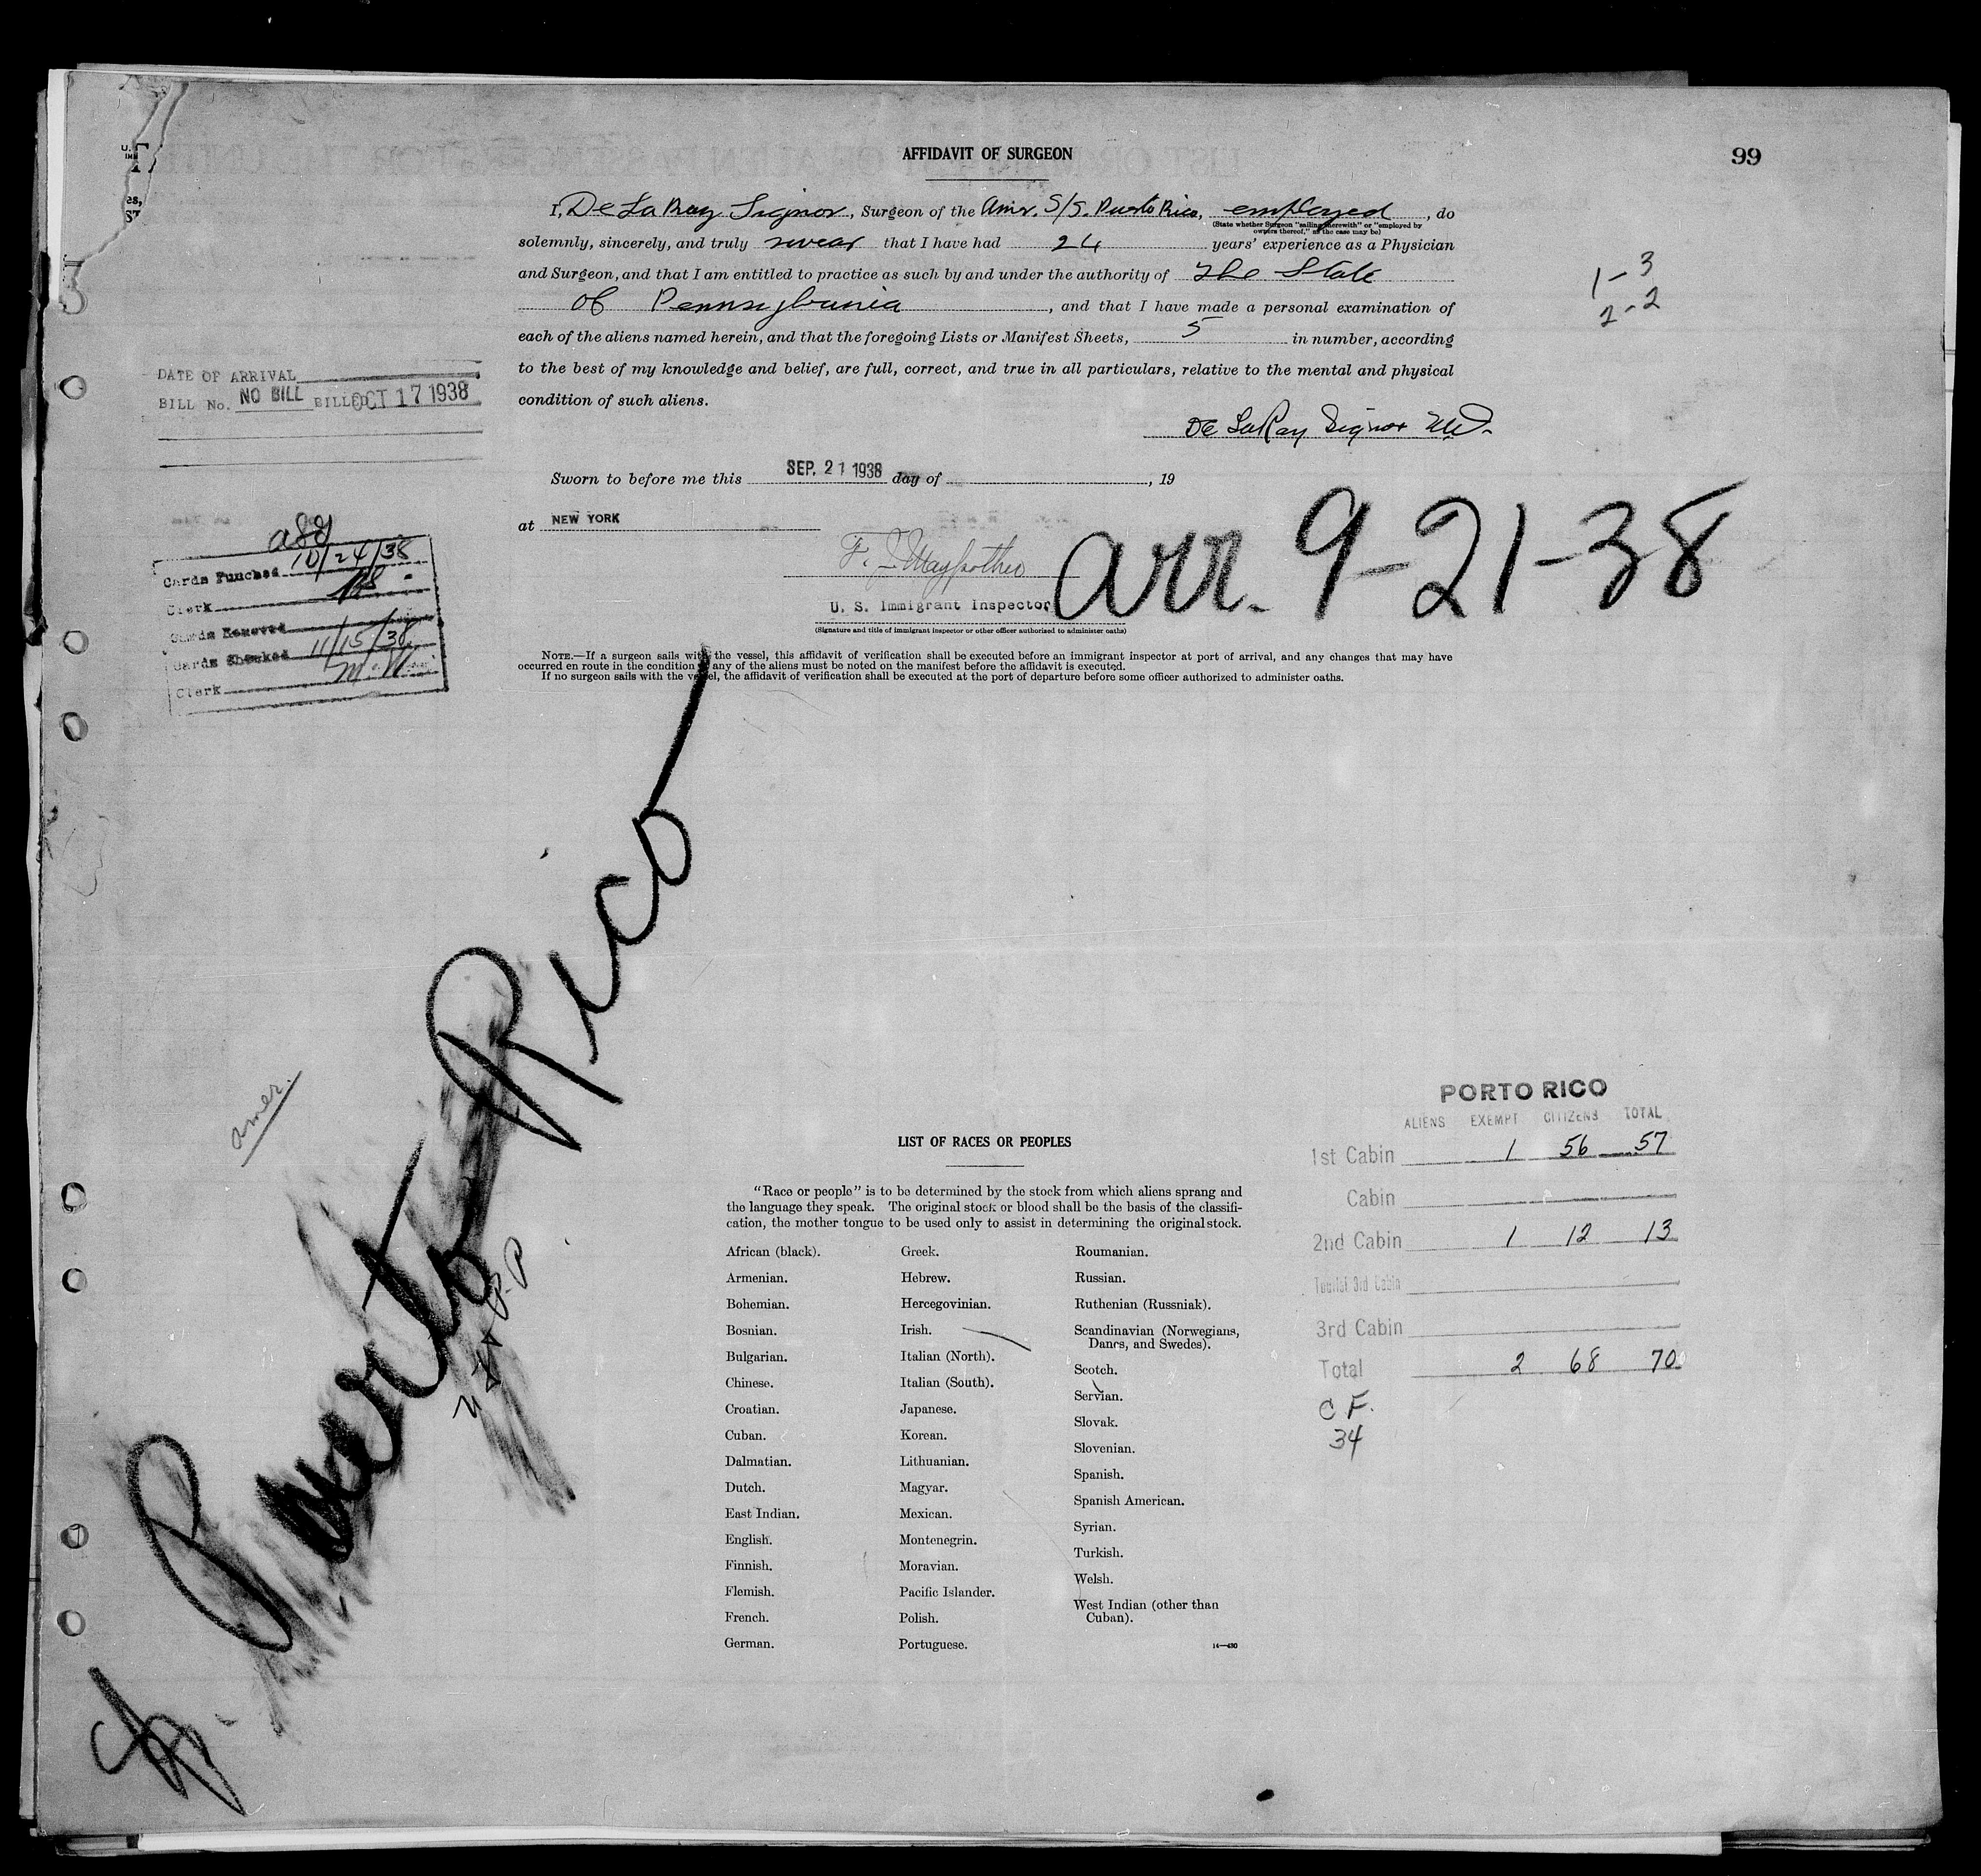 AFFIDAVIT OF SURGEON
99
I, De La Ray Signor, Surgeon of the Amer. S/S. Puerto Rico, employed, do
(State whether Surgeon "sailing therewith" or "employed by
owners thereof," as the case may be)
solemnly, sincerely, and truly swear that I have had 24 years' experience as a Physician
and Surgeon, and that I am entitled to practice as such by and under the authority of The State
of Pennsylvania, and that I have made a personal examination of
each of the aliens named herein, and that the foregoing Lists or Manifest Sheets, 5 in number, according
to the best of my knowledge and belief, are full, correct, and true in all particulars, relative to the mental and physical
condition of such aliens.
De LaRay Signor M.D.
1-3
2-2
DATE OF ARRIVAL
BILL No. NO BILL BILLED OCT 17 1938
Sworn to before me this SEP. 21 1938 day of , 19
at NEW YORK
U. S. Immigrant Inspector
(Signature and title of immigrant inspector or other officer authorized to administer oaths)
arr. 9-21-38
Cards Punched 10/24/38
Clerk
Cards Removed
Cards Checked 11/15/38
Clerk
NOTE.—If a surgeon sails with the vessel, this affidavit of verification shall be executed before an immigrant inspector at port of arrival, and any changes that may have
occurred en route in the condition of any of the aliens must be noted on the manifest before the affidavit is executed.
If no surgeon sails with the vessel, the affidavit of verification shall be executed at the port of departure before some officer authorized to administer oaths.
amer.
Puerto Rico
LIST OF RACES OR PEOPLES
"Race or people" is to be determined by the stock from which aliens sprang and
the language they speak. The original stock or blood shall be the basis of the classifi-
cation, the mother tongue to be used only to assist in determining the original stock.
African (black).
Armenian.
Bohemian.
Bosnian.
Bulgarian.
Chinese.
Croatian.
Cuban.
Dalmatian.
Dutch.
East Indian.
English.
Finnish.
Flemish.
French.
German.
Greek.
Hebrew.
Hercegovinian.
Irish.
Italian (North).
Italian (South).
Japanese.
Korean.
Lithuanian.
Magyar.
Mexican.
Montenegrin.
Moravian.
Pacific Islander.
Polish.
Portuguese.
Roumanian.
Russian.
Ruthenian (Russniak).
Scandinavian (Norwegians,
Danes, and Swedes).
Scotch.
Servian.
Slovak.
Slovenian.
Spanish.
Spanish American.
Syrian.
Turkish.
Welsh.
West Indian (other than
Cuban).
14—430
PORTO RICO
ALIENS EXEMPT CITIZENS TOTAL
1st Cabin 1 56 57
Cabin
2nd Cabin 1 12 13
Tourist 3rd Cabin
3rd Cabin
Total 2 68 70
C F.
34